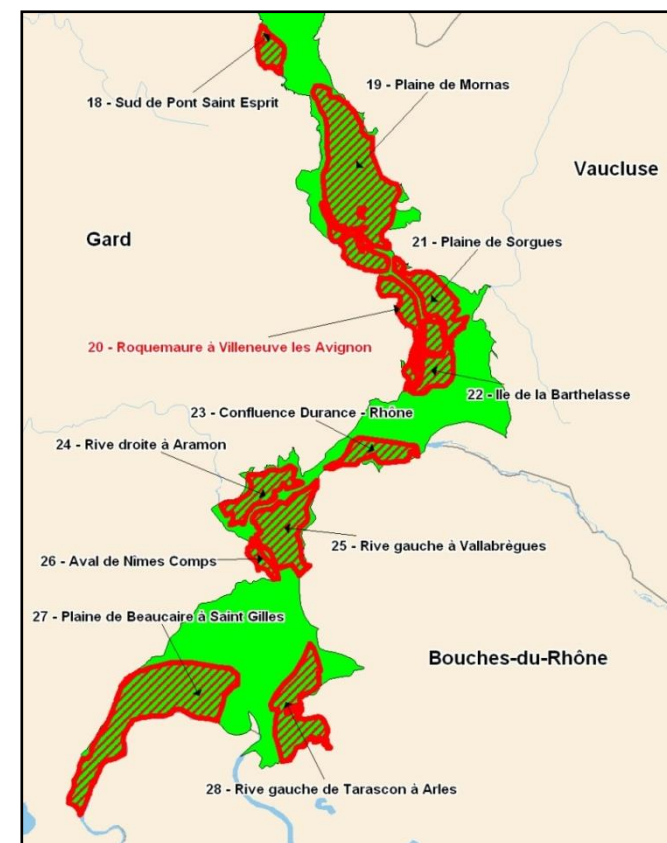 18 - Sud de Pont Saint Esprit
19 - Plaine de Mornas
Vaucluse
Gard
21 - Plaine de Sorgues
20 - Roquemaure à Villeneuve les Avignon
22 - Ile de la Barthelasse
23 - Confluence Durance - Rhône
24 - Rive droite à Aramon
25 - Rive gauche à Vallabrègues
26 - Aval de Nîmes Comps
27 - Plaine de Beaucaire à Saint Gilles
Bouches-du-Rhône
28 - Rive gauche de Tarascon à Arles